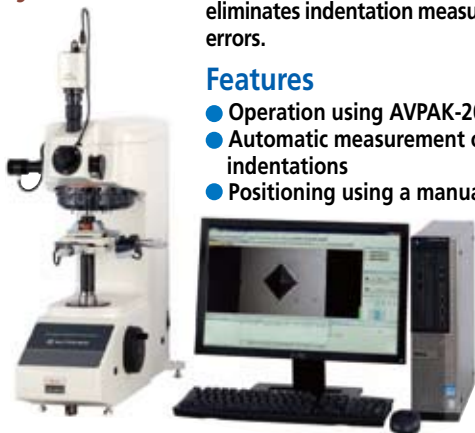 eliminates indentation measu
errors.
Features
● Operation using AVPAK-20
● Automatic measurement o
indentations
● Positioning using a manua